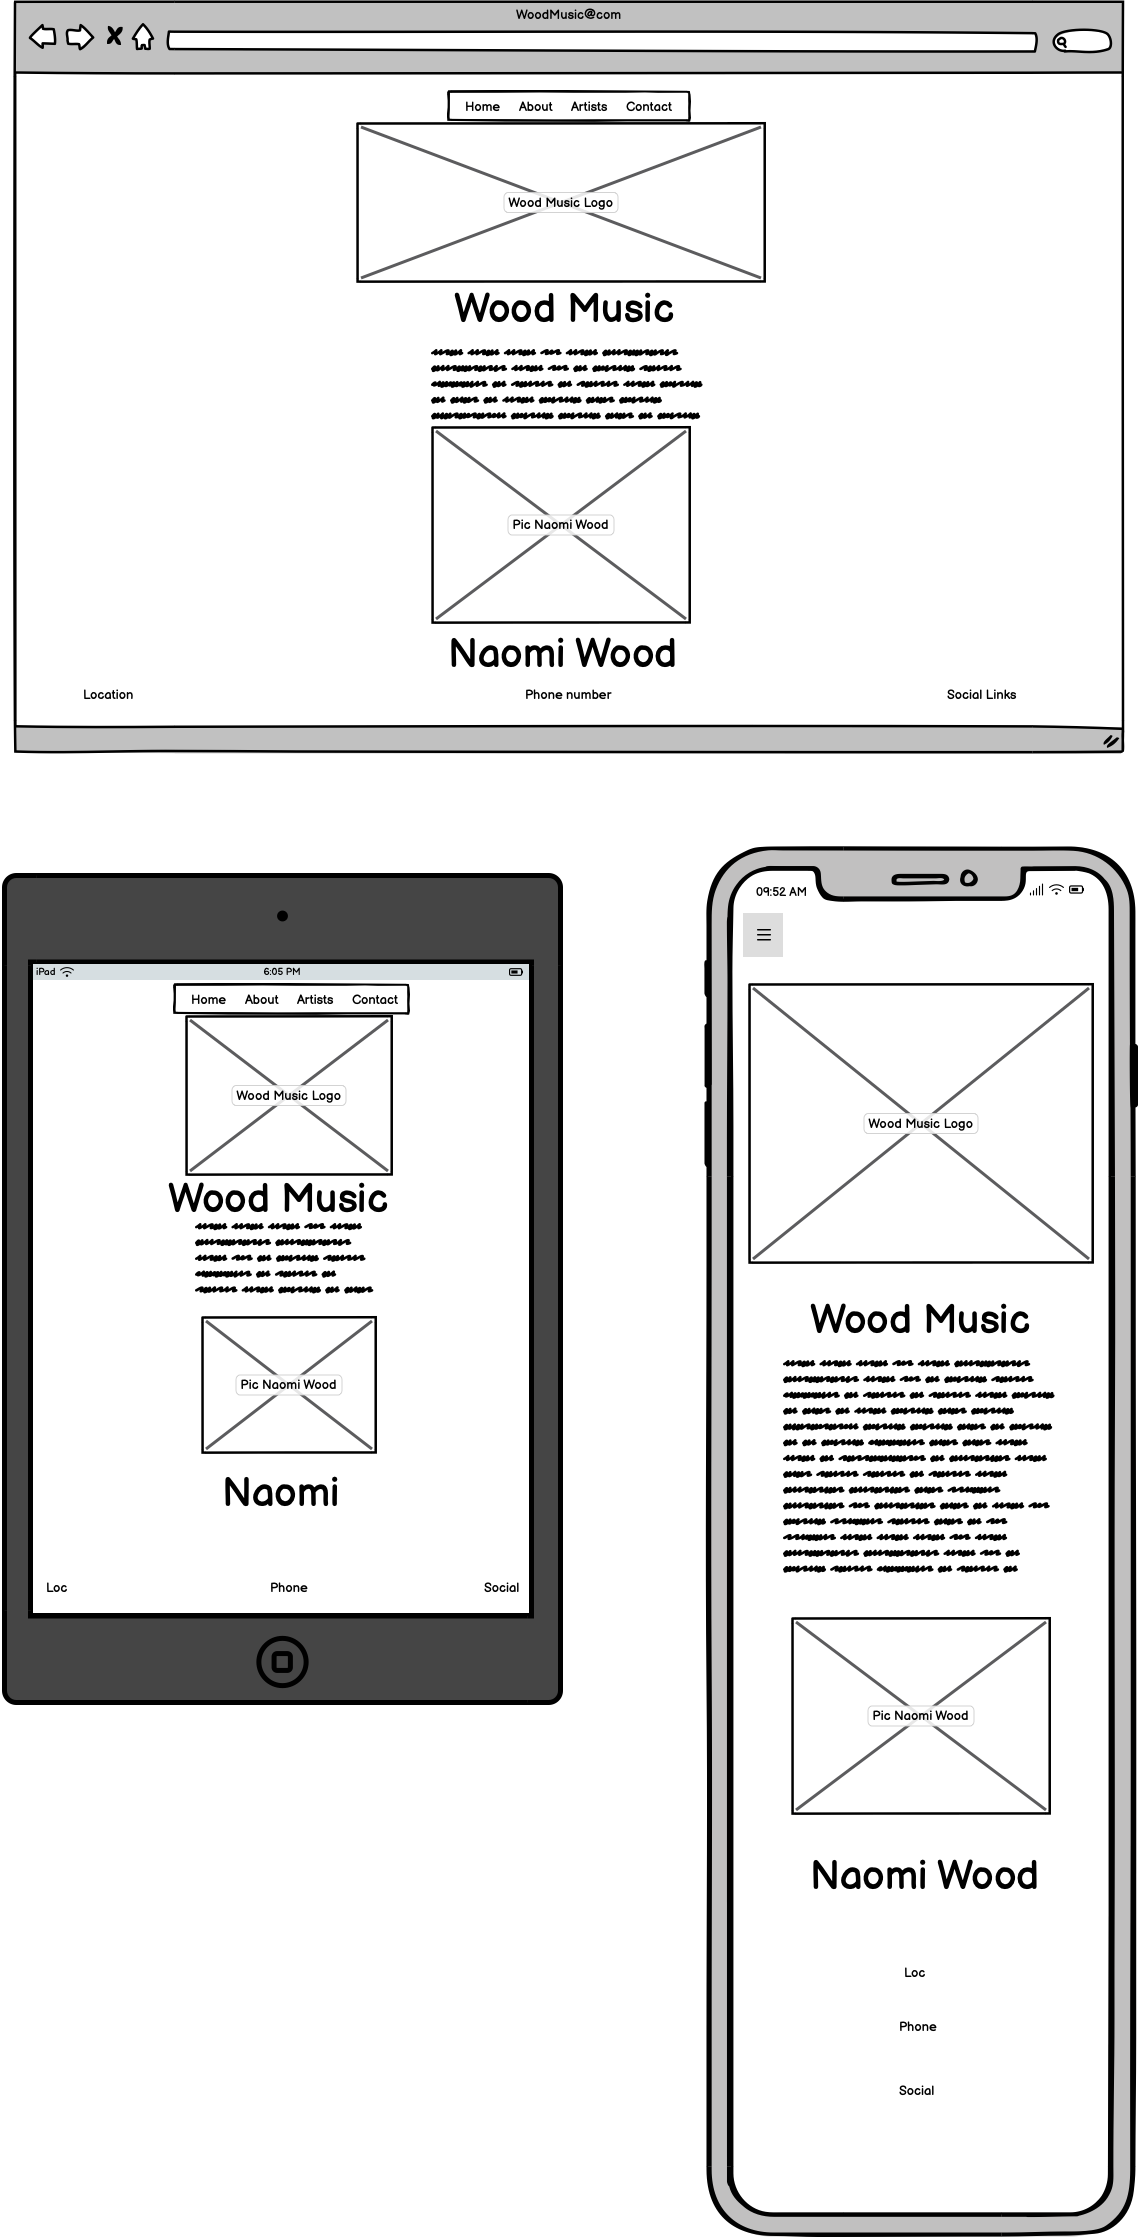 WoodMusic@com
Home About Artists Contact
Wood Music Logo
Wood Music
Pic Naomi Wood
Naomi Wood
Location Phone number Social Links
iPad 6:05 PM
Home About Artists Contact
Wood Music Logo
Wood Music
Pic Naomi Wood
Naomi
Loc Phone Social
09:52 AM
Wood Music Logo
Wood Music
Pic Naomi Wood
Naomi Wood
Loc
Phone
Social